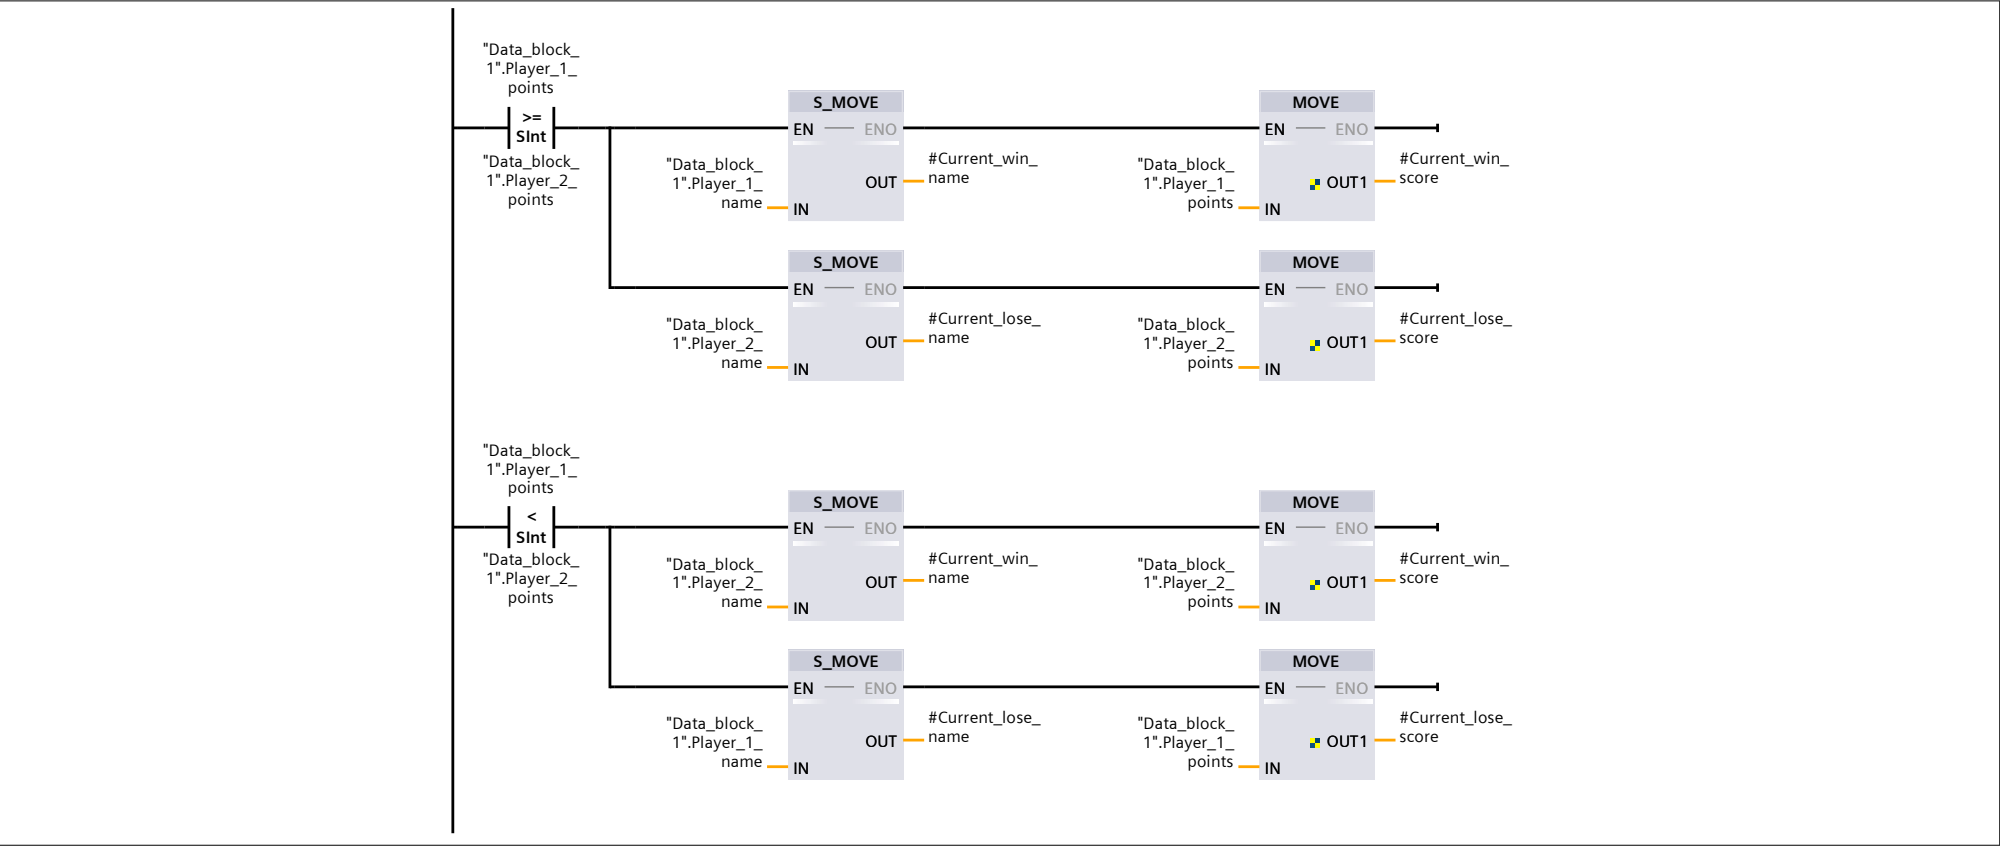 "Data_block_
1".Player_1_
points
>=
SInt
"Data_block_
1".Player_2_
points
S_MOVE
EN
ENO
"Data_block_
1".Player_1_
name
IN
OUT
#Current_win_
name
MOVE
EN
ENO
"Data_block_
1".Player_1_
points
IN
OUT1
#Current_win_
score
S_MOVE
EN
ENO
"Data_block_
1".Player_2_
name
IN
OUT
#Current_lose_
name
MOVE
EN
ENO
"Data_block_
1".Player_2_
points
IN
OUT1
#Current_lose_
score
"Data_block_
1".Player_1_
points
<
SInt
"Data_block_
1".Player_2_
points
S_MOVE
EN
ENO
"Data_block_
1".Player_2_
name
IN
OUT
#Current_win_
name
MOVE
EN
ENO
"Data_block_
1".Player_2_
points
IN
OUT1
#Current_win_
score
S_MOVE
EN
ENO
"Data_block_
1".Player_1_
name
IN
OUT
#Current_lose_
name
MOVE
EN
ENO
"Data_block_
1".Player_1_
points
IN
OUT1
#Current_lose_
score